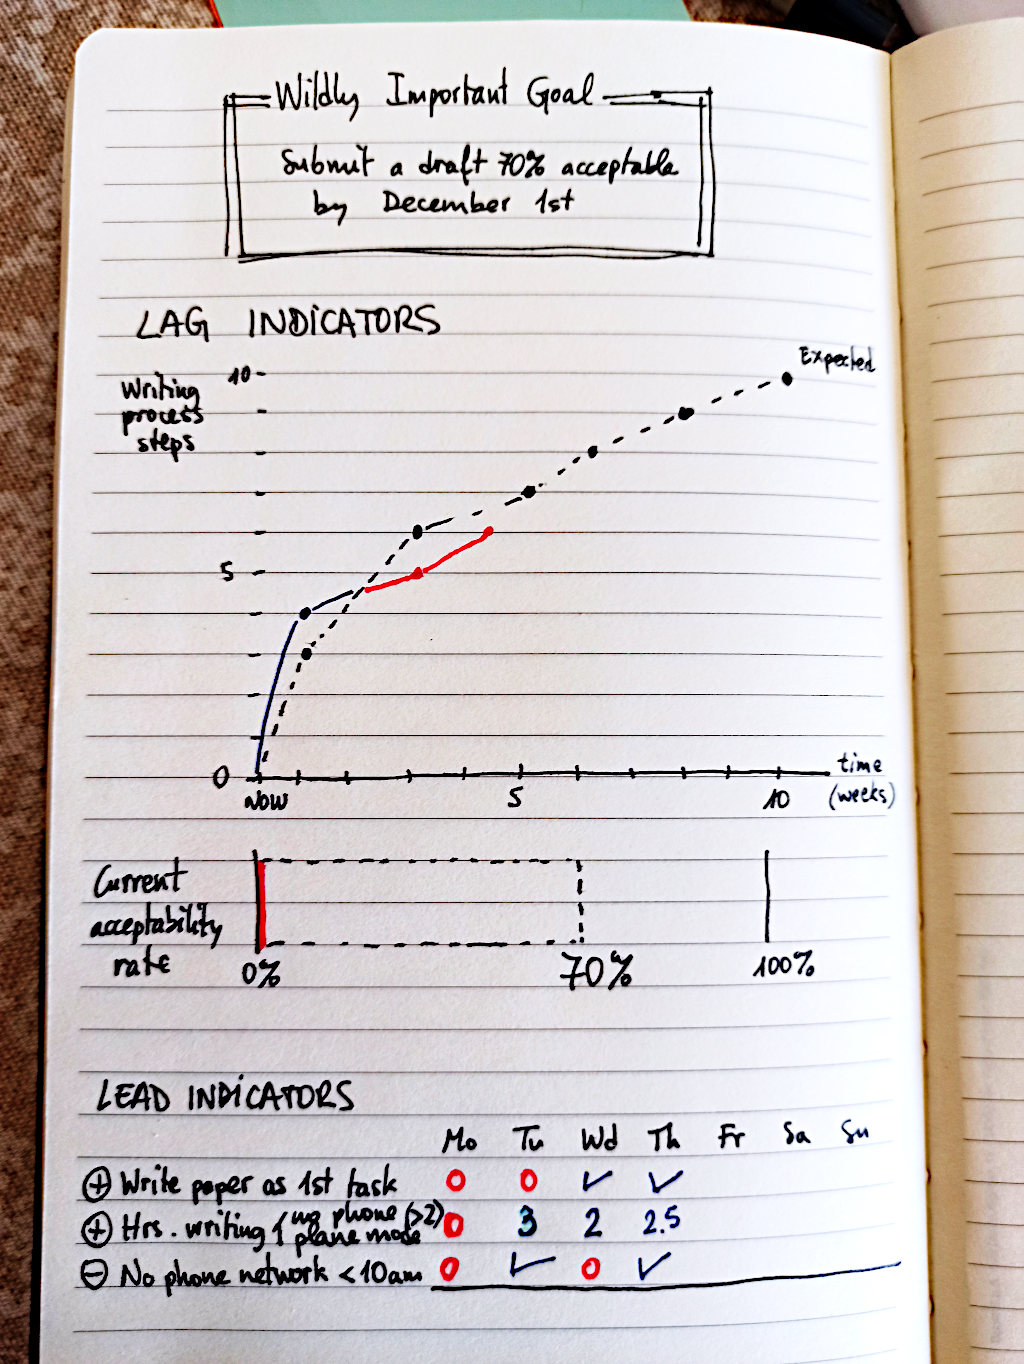 Wildly Important Goal
Submit a draft 70% acceptable
by December 1st
LAG INDICATORS
Writing
process
steps
10
Expected
5
0
Now
5
10
time
(weeks)
Current
acceptability
rate
0%
70%
100%
LEAD INDICATORS
Mo Tu Wd Th Fr Sa Su
+ Write paper as 1st task O O ✓ ✓
+ Hrs. writing { no phone (>2) O 3 2 2.5
plane mode
− No phone network <10am O ✓ O ✓